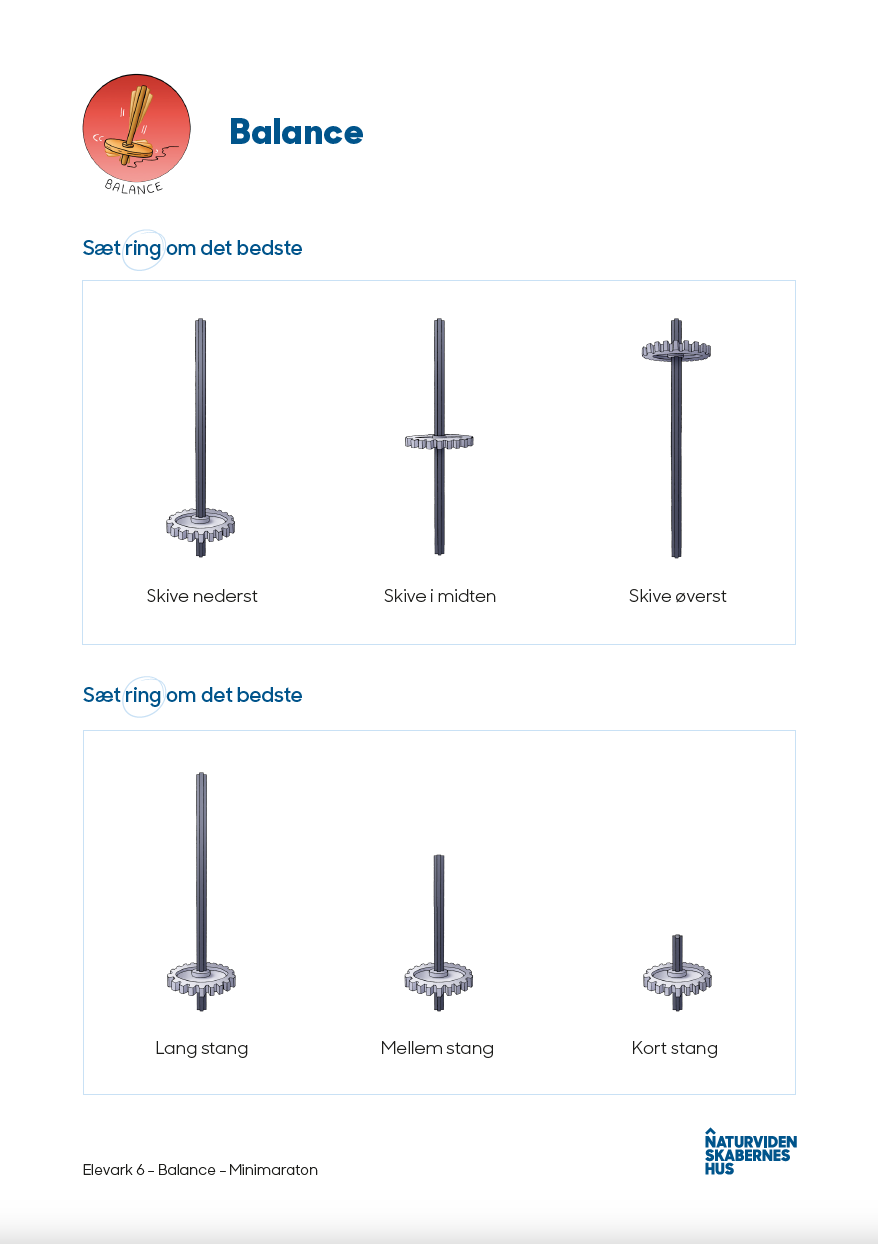 BALANCE
Balance
Sæt ring om det bedste
Skive nederst
Skive i midten
Skive øverst
Sæt ring om det bedste
Lang stang
Mellem stang
Kort stang
Elevark 6 – Balance – Minimaraton
NATURVIDEN
SKABERNES
HUS